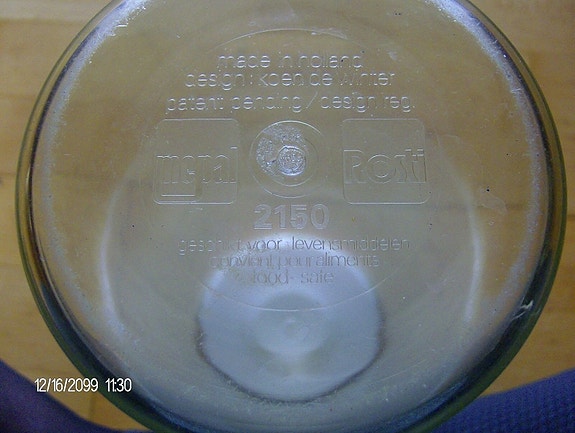 made in holland
design: koen de winter
patent pending / design reg.
mepal
Rosti
2150
geschikt voor levensmiddelen
convient pour aliments
food-safe
12/16/2099 11:30